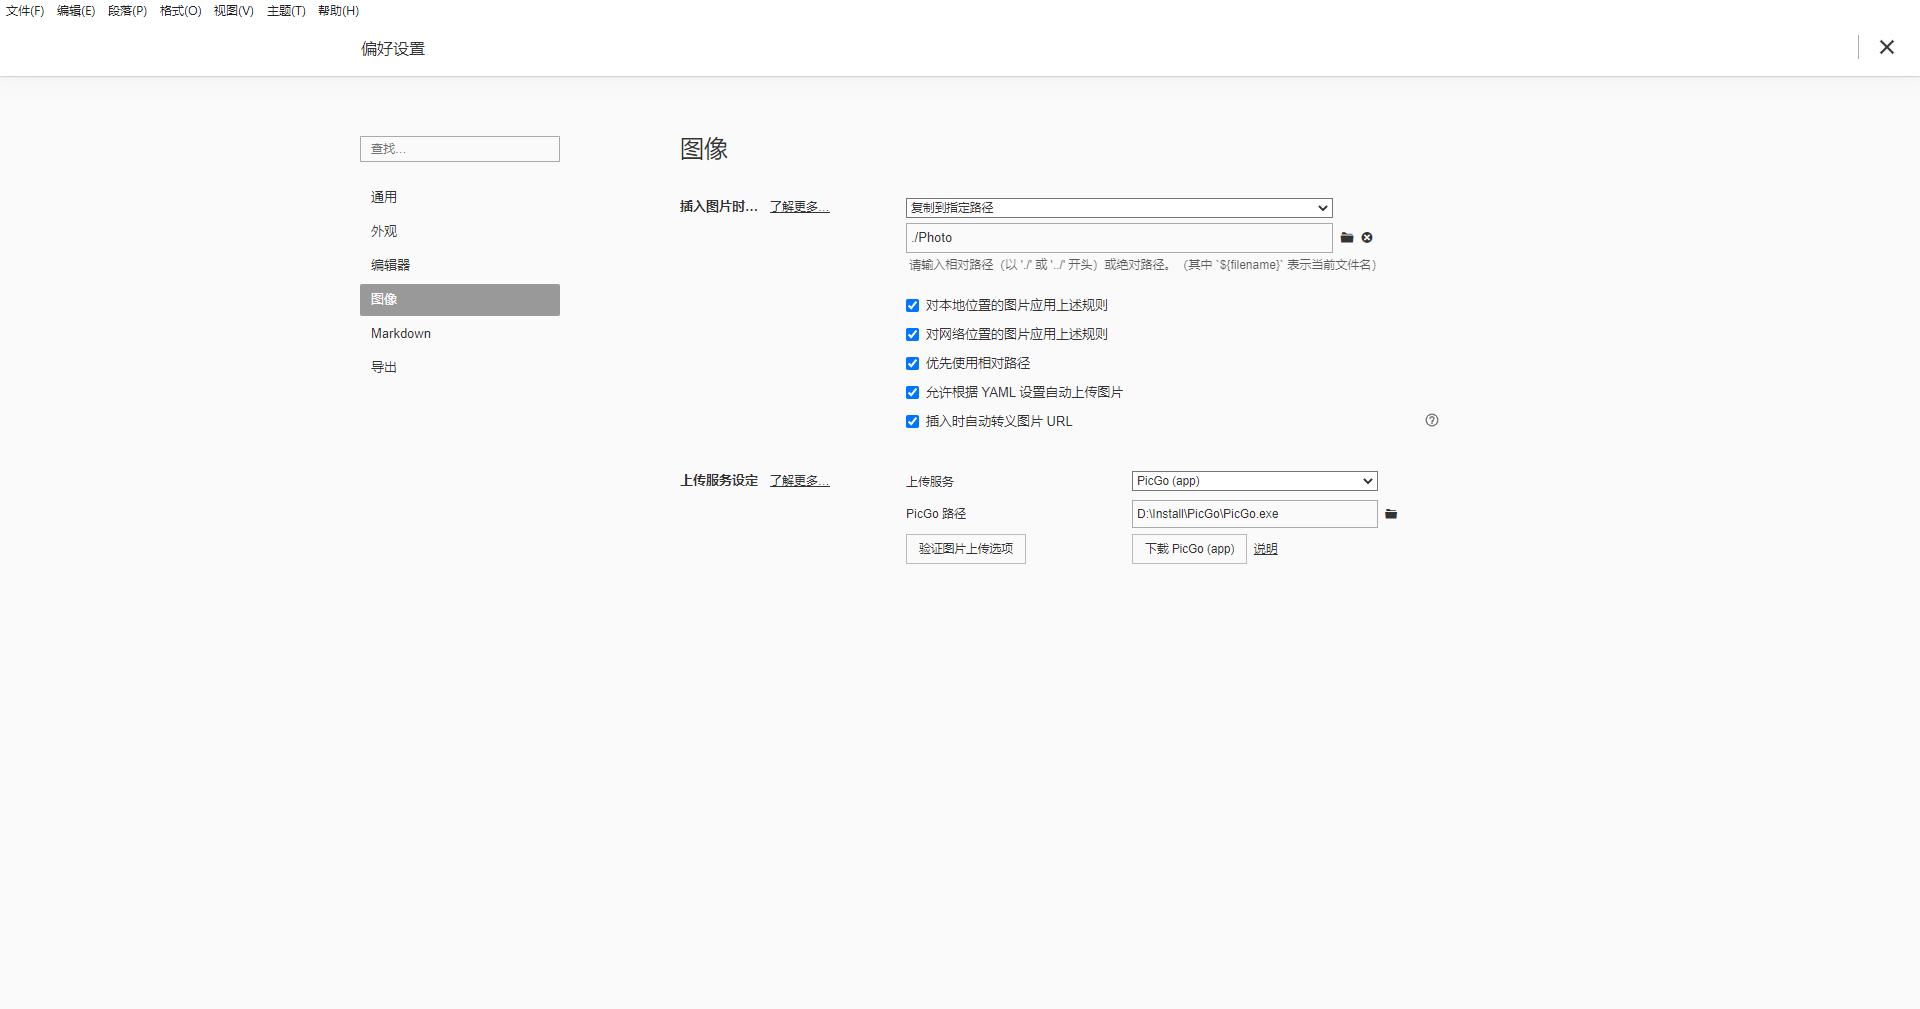 文件(F) 编辑(E) 段落(P) 格式(O) 视图(V) 主题(T) 帮助(H)
偏好设置
查找...
通用
外观
编辑器
图像
Markdown
导出
图像
插入图片时... 了解更多...
复制到指定路径
./Photo
请输入相对路径（以 './' 或 '../' 开头）或绝对路径。（其中 `${filename}` 表示当前文件名）
对本地位置的图片应用上述规则
对网络位置的图片应用上述规则
优先使用相对路径
允许根据 YAML 设置自动上传图片
插入时自动转义图片 URL
上传服务设定 了解更多...
上传服务 PicGo (app)
PicGo 路径 D:\Install\PicGo\PicGo.exe
验证图片上传选项 下载 PicGo (app) 说明